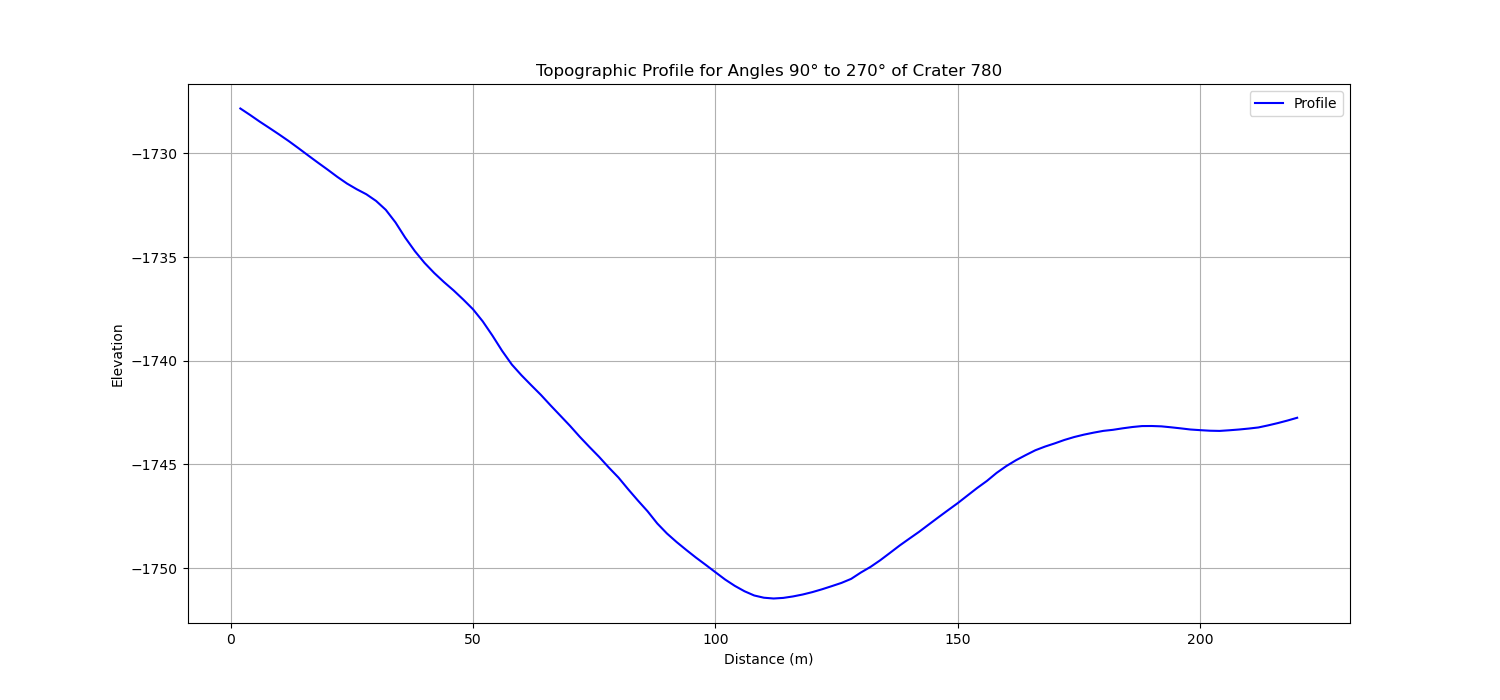 Topographic Profile for Angles 90° to 270° of Crater 780
Profile
−1730
−1735
−1740
−1745
−1750
Elevation
0 50 100 150 200
Distance (m)